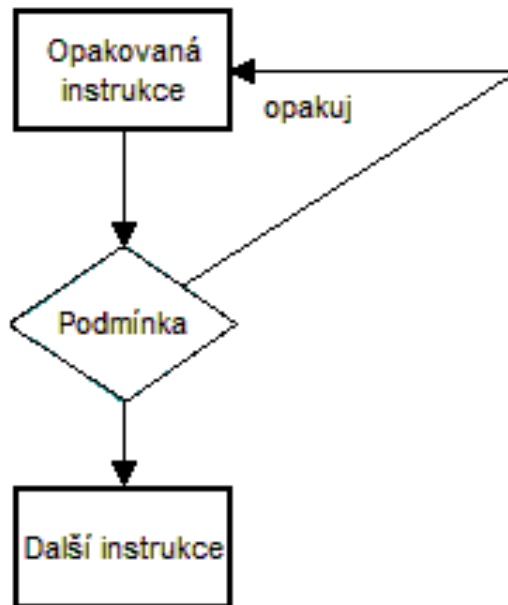 Opakovaná
instrukce
opakuj
Podmínka
Další instrukce